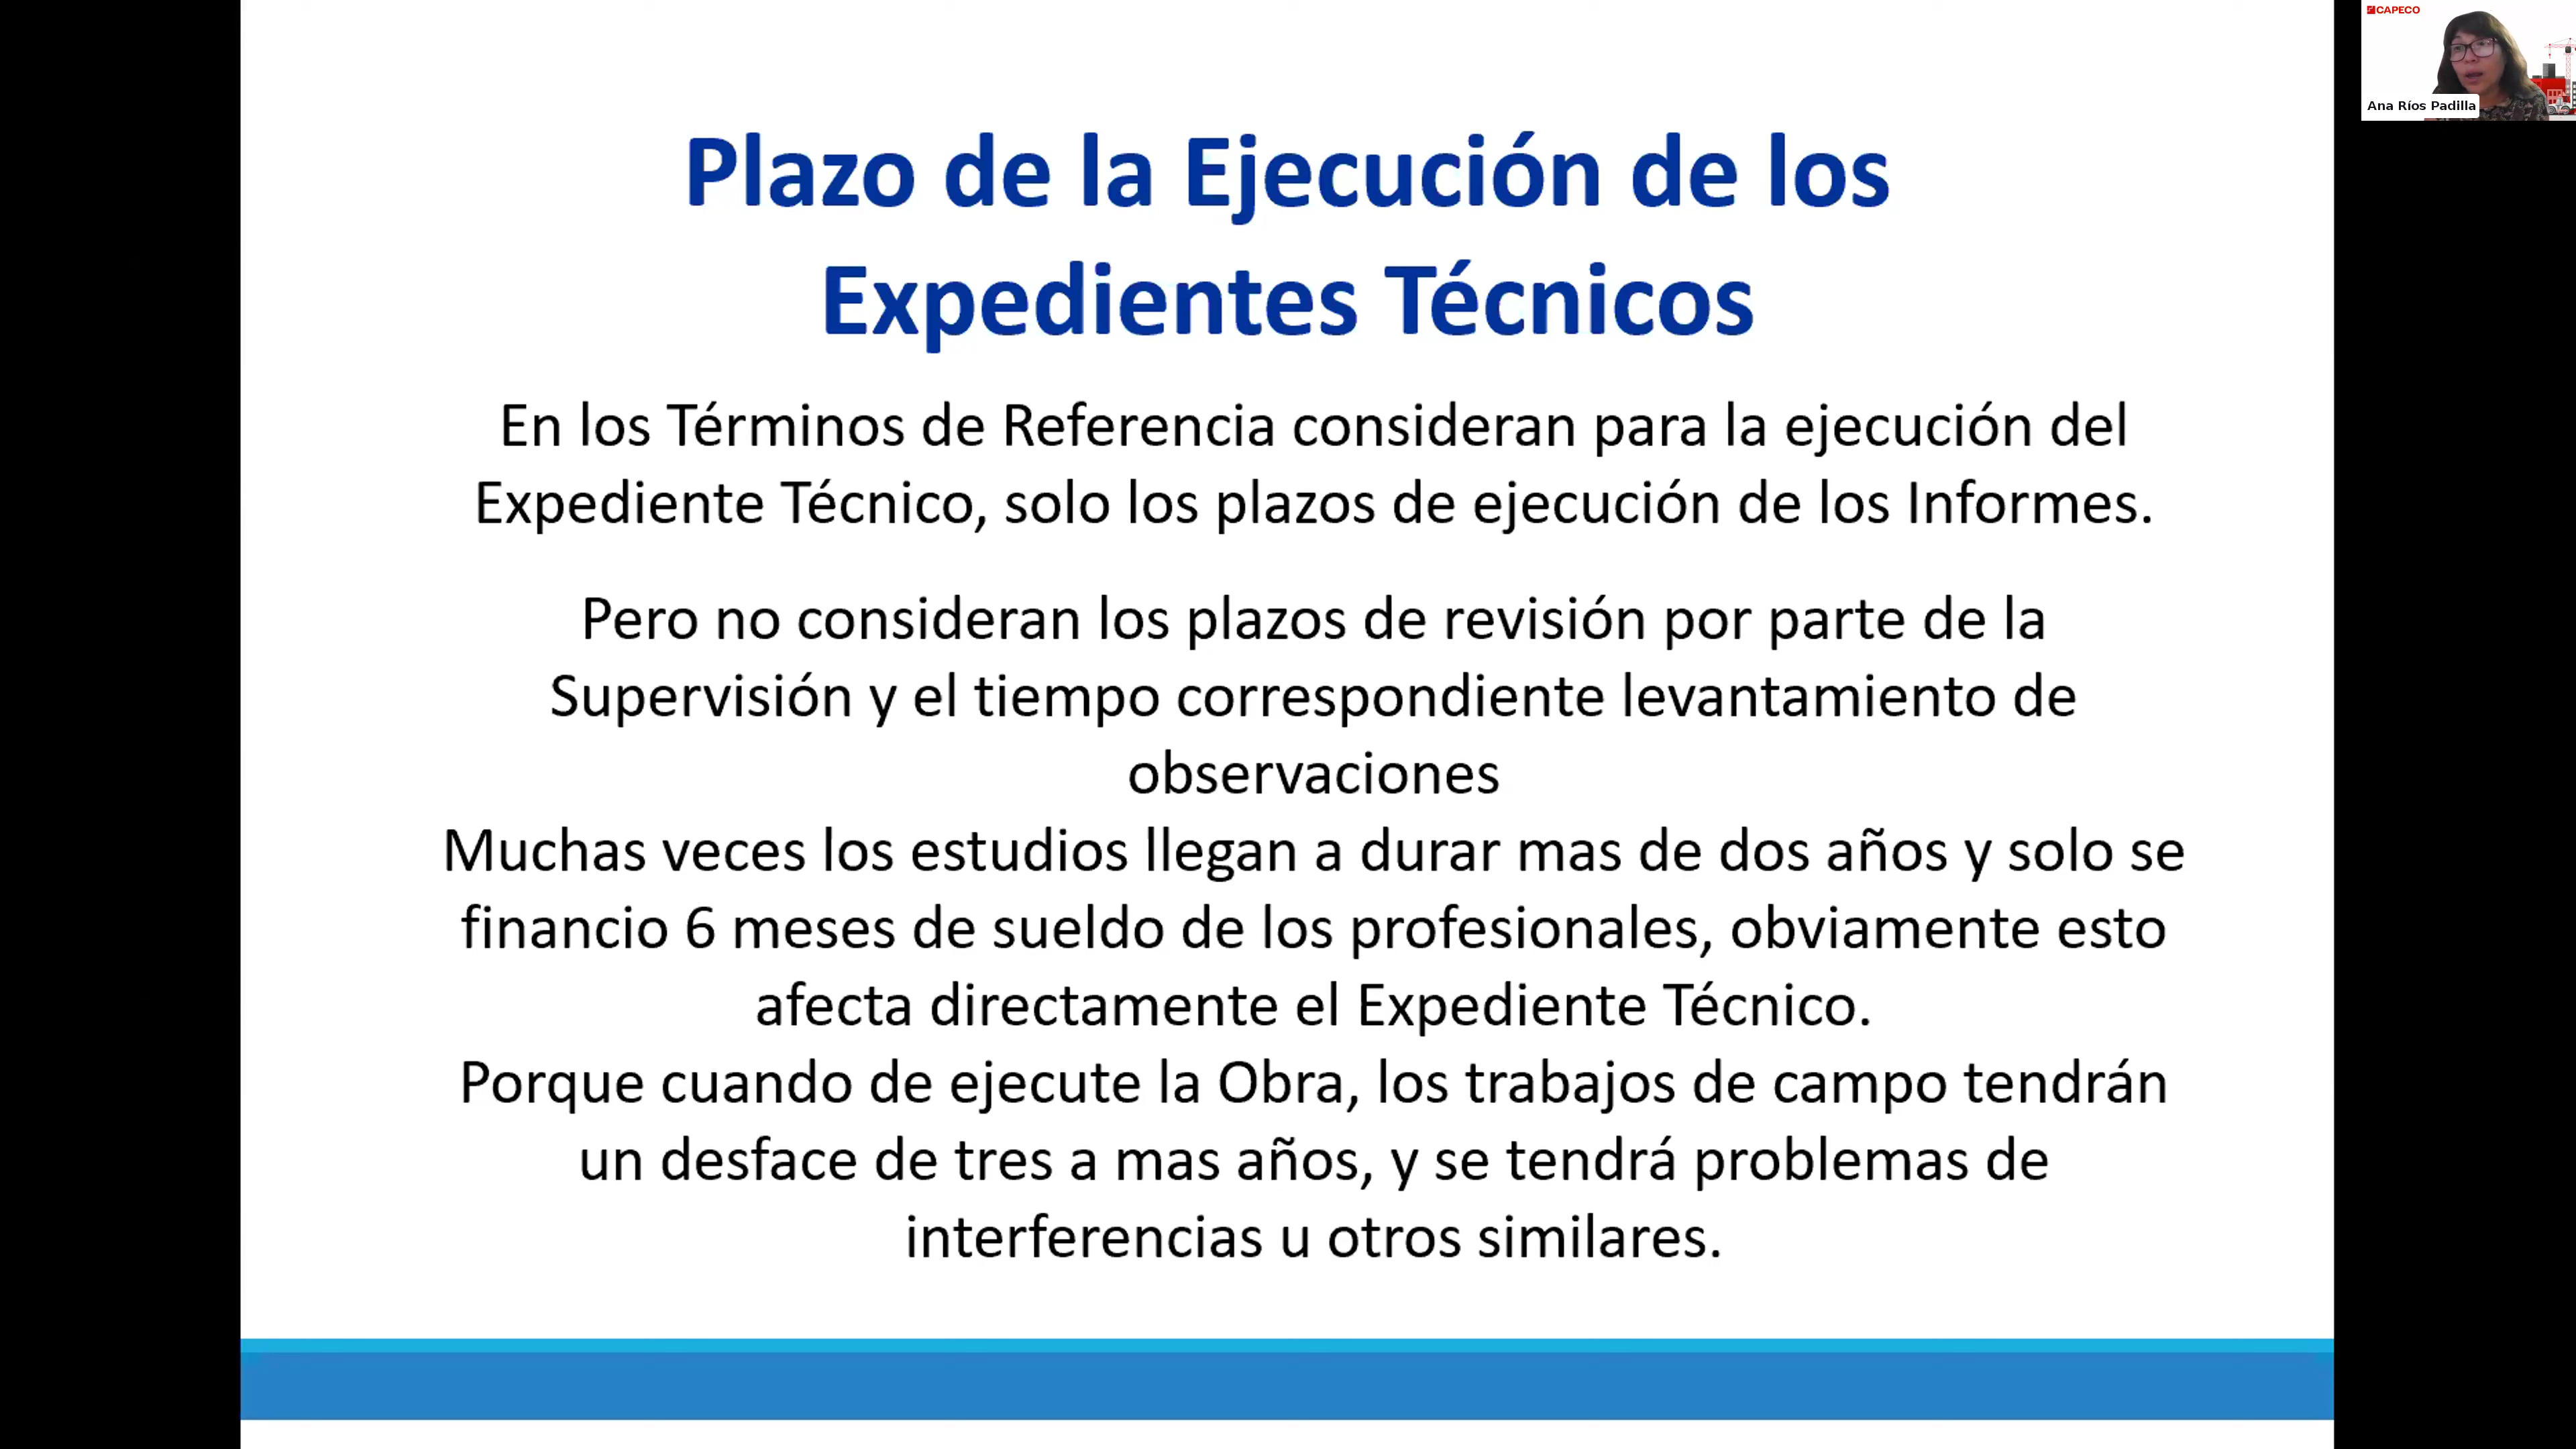 CAPECO
Ana Ríos Padilla
Plazo de la Ejecución de los
Expedientes Técnicos
En los Términos de Referencia consideran para la ejecución del
Expediente Técnico, solo los plazos de ejecución de los Informes.
Pero no consideran los plazos de revisión por parte de la
Supervisión y el tiempo correspondiente levantamiento de
observaciones
Muchas veces los estudios llegan a durar mas de dos años y solo se
financio 6 meses de sueldo de los profesionales, obviamente esto
afecta directamente el Expediente Técnico.
Porque cuando de ejecute la Obra, los trabajos de campo tendrán
un desface de tres a mas años, y se tendrá problemas de
interferencias u otros similares.